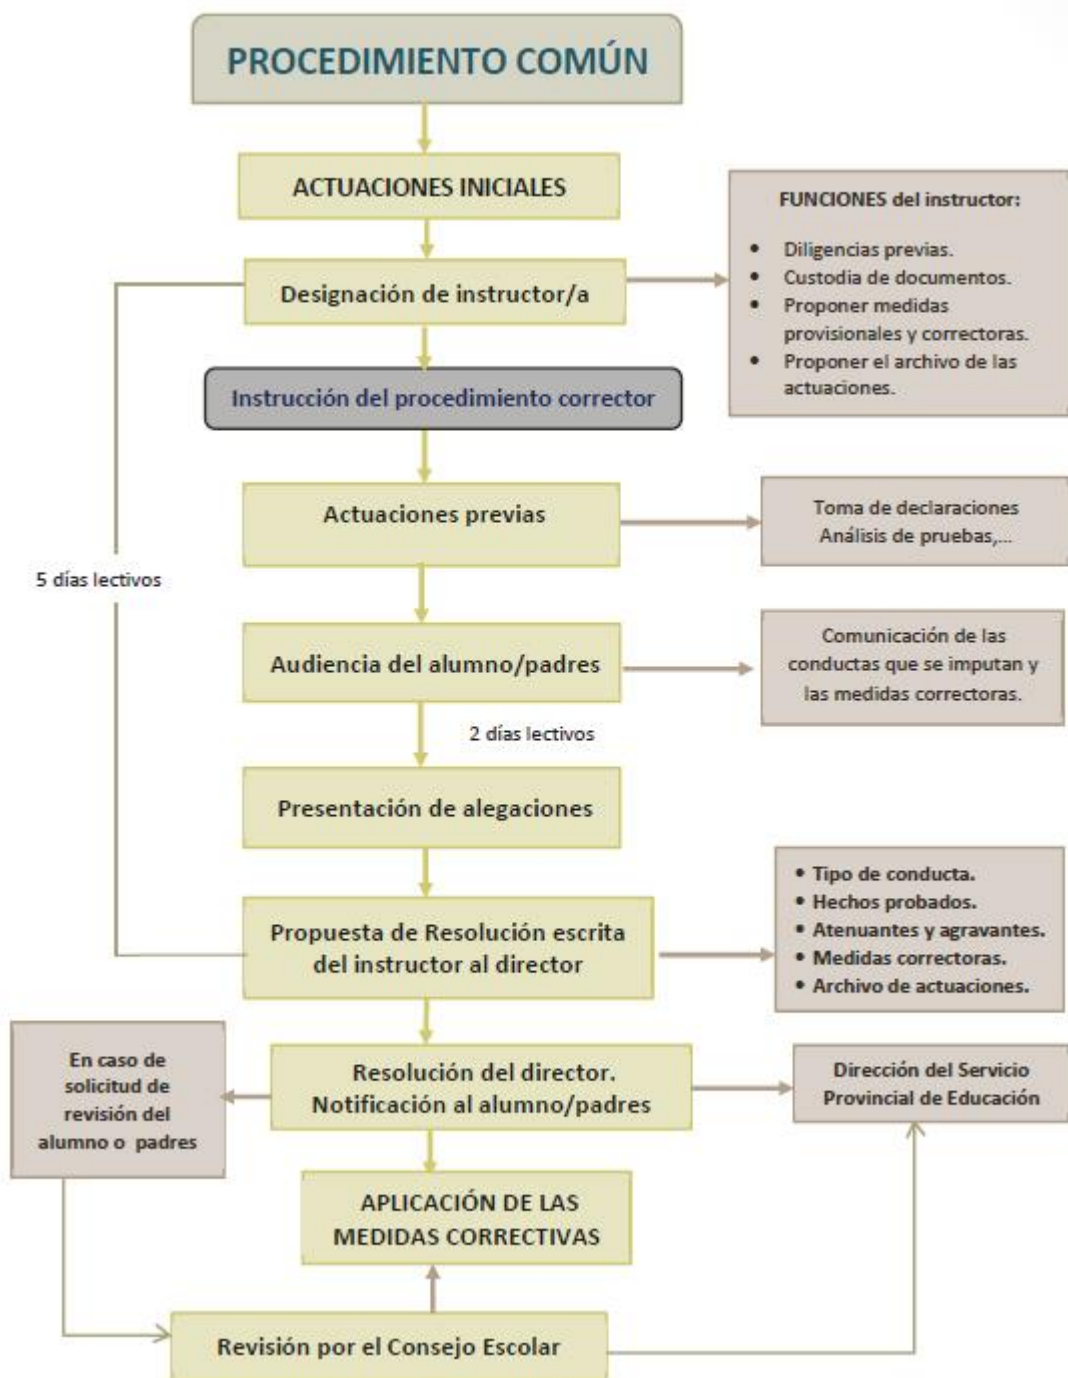 PROCEDIMIENTO COMÚN
ACTUACIONES INICIALES
Designación de instructor/a
FUNCIONES del instructor:
• Diligencias previas.
• Custodia de documentos.
• Proponer medidas
provisionales y correctoras.
• Proponer el archivo de las
actuaciones.
Instrucción del procedimiento corrector
Actuaciones previas
Toma de declaraciones
Análisis de pruebas,...
5 días lectivos
Audiencia del alumno/padres
Comunicación de las
conductas que se imputan y
las medidas correctoras.
2 días lectivos
Presentación de alegaciones
Propuesta de Resolución escrita
del instructor al director
• Tipo de conducta.
• Hechos probados.
• Atenuantes y agravantes.
• Medidas correctoras.
• Archivo de actuaciones.
En caso de
solicitud de
revisión del
alumno o padres
Resolución del director.
Notificación al alumno/padres
Dirección del Servicio
Provincial de Educación
APLICACIÓN DE LAS
MEDIDAS CORRECTIVAS
Revisión por el Consejo Escolar